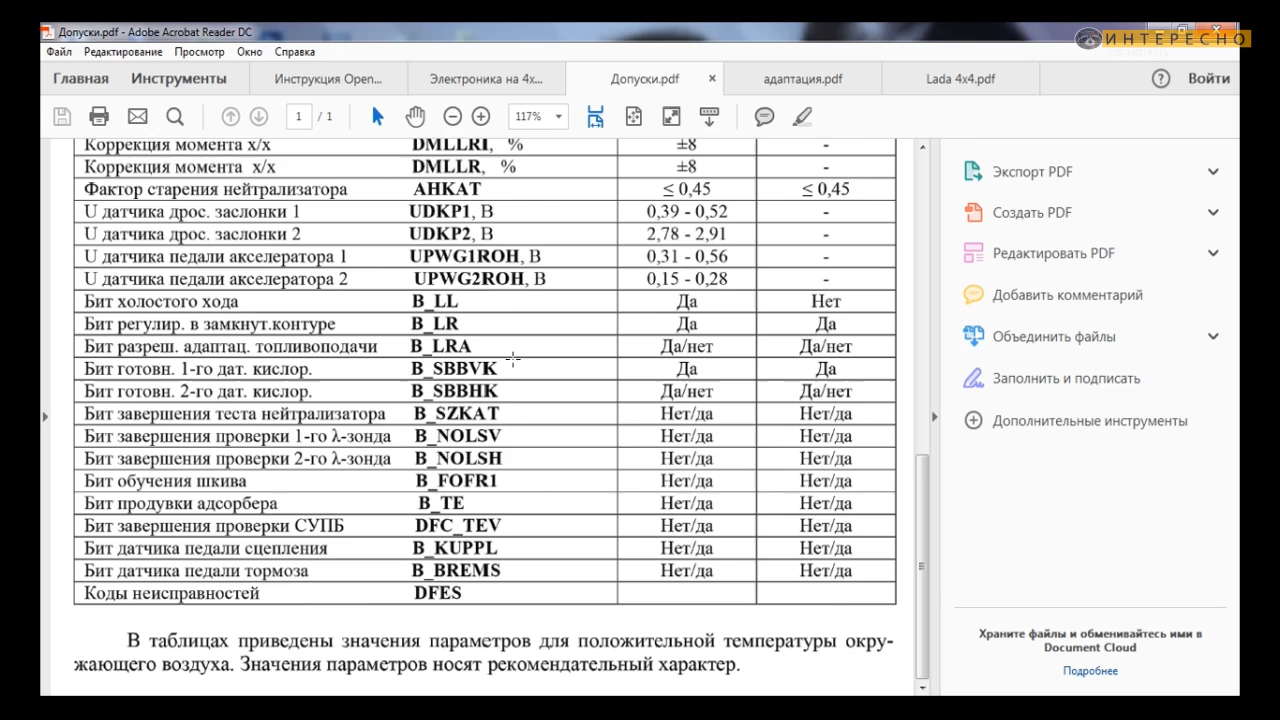 Допуски.pdf - Adobe Acrobat Reader DC
ИНТЕРЕСНО
Файл Редактирование Просмотр Окно Справка
Главная Инструменты Инструкция Open... Электроника на 4x... Допуски.pdf × адаптация.pdf Lada 4x4.pdf ? Войти
1 / 1 117%
Коррекция момента х/х DMLLRI, % ±8 -
Коррекция момента х/х DMLLR, % ±8 -
Фактор старения нейтрализатора AHKAT ≤ 0,45 ≤ 0,45
U датчика дрос. заслонки 1 UDKP1, В 0,39 - 0,52 -
U датчика дрос. заслонки 2 UDKP2, В 2,78 - 2,91 -
U датчика педали акселератора 1 UPWG1ROH, В 0,31 - 0,56 -
U датчика педали акселератора 2 UPWG2ROH, В 0,15 - 0,28 -
Бит холостого хода B_LL Да Нет
Бит регулир. в замкнут.контуре B_LR Да Да
Бит разреш. адаптац. топливоподачи B_LRA Да/нет Да/нет
Бит готовн. 1-го дат. кислор. B_SBBVK Да Да
Бит готовн. 2-го дат. кислор. B_SBBHK Да/нет Да/нет
Бит завершения теста нейтрализатора B_SZKAT Нет/да Нет/да
Бит завершения проверки 1-го λ-зонда B_NOLSV Нет/да Нет/да
Бит завершения проверки 2-го λ-зонда B_NOLSH Нет/да Нет/да
Бит обучения шкива B_FOFR1 Нет/да Нет/да
Бит продувки адсорбера B_TE Нет/да Нет/да
Бит завершения проверки СУПБ DFC_TEV Нет/да Нет/да
Бит датчика педали сцепления B_KUPPL Нет/да Нет/да
Бит датчика педали тормоза B_BREMS Нет/да Нет/да
Коды неисправностей DFES
В таблицах приведены значения параметров для положительной температуры окру-
жающего воздуха. Значения параметров носят рекомендательный характер.
Экспорт PDF
Создать PDF
Редактировать PDF
Добавить комментарий
Объединить файлы
Заполнить и подписать
Дополнительные инструменты
Храните файлы и обменивайтесь ими в
Document Cloud
Подробнее